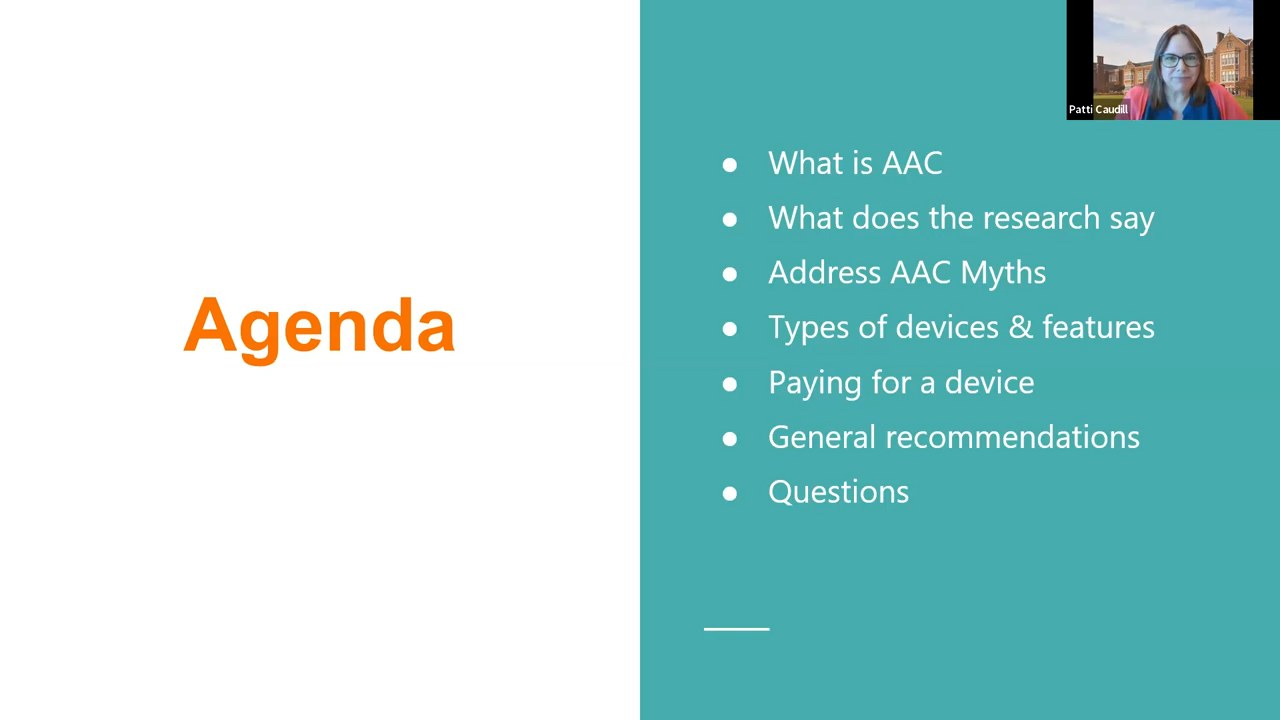 Agenda
Patti Caudill
● What is AAC
● What does the research say
● Address AAC Myths
● Types of devices & features
● Paying for a device
● General recommendations
● Questions